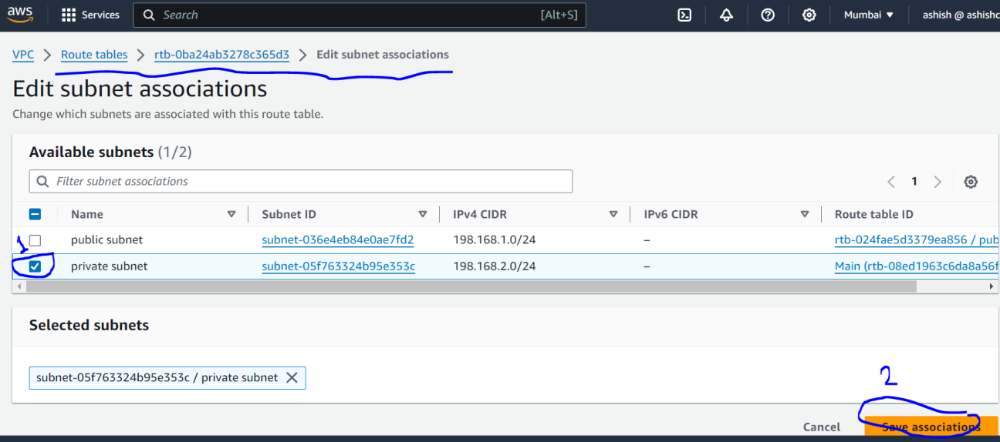 aws Services Search [Alt+S] Mumbai ▼ ashish @ ashishc
VPC > Route tables > rtb-0ba24ab3278c365d3 > Edit subnet associations
Edit subnet associations
Change which subnets are associated with this route table.
Available subnets (1/2)
Filter subnet associations 1
Name Subnet ID IPv4 CIDR IPv6 CIDR Route table ID
1 public subnet subnet-036e4eb84e0ae7fd2 198.168.1.0/24 – rtb-024fae5d3379ea856 / pub
private subnet subnet-05f763324b95e353c 198.168.2.0/24 – Main (rtb-08ed1963c6da8a56f
Selected subnets
subnet-05f763324b95e353c / private subnet
2
Cancel Save associations